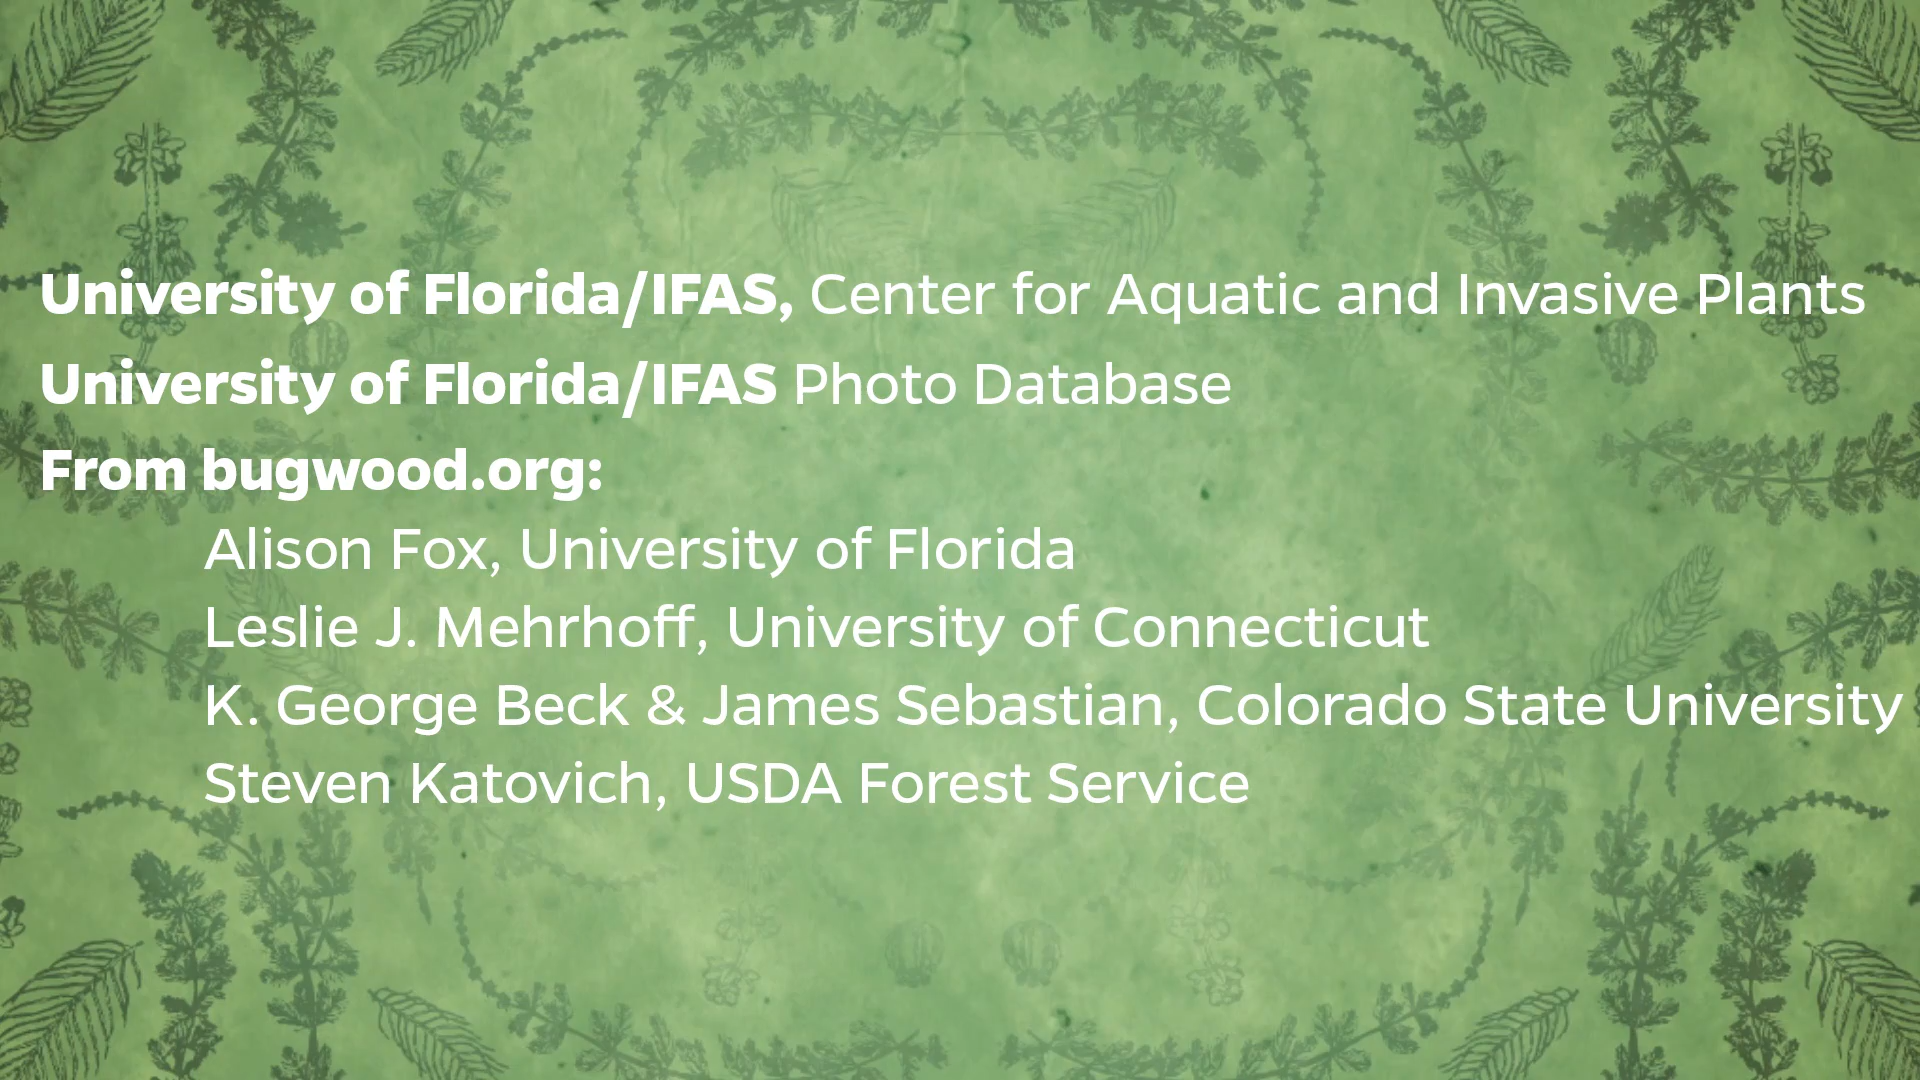 University of Florida/IFAS, Center for Aquatic and Invasive Plants
University of Florida/IFAS Photo Database
From bugwood.org:
Alison Fox, University of Florida
Leslie J. Mehrhoff, University of Connecticut
K. George Beck & James Sebastian, Colorado State University
Steven Katovich, USDA Forest Service